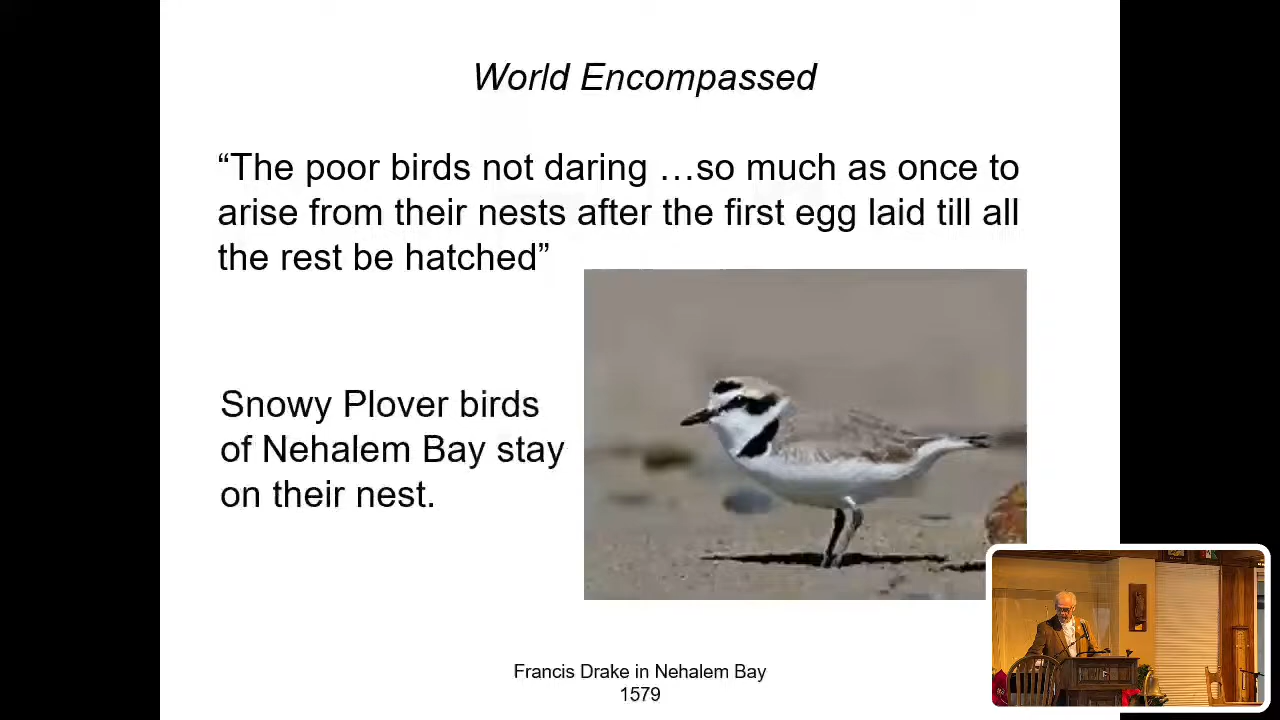 World Encompassed
“The poor birds not daring …so much as once to
arise from their nests after the first egg laid till all
the rest be hatched”
Snowy Plover birds
of Nehalem Bay stay
on their nest.
Francis Drake in Nehalem Bay
1579